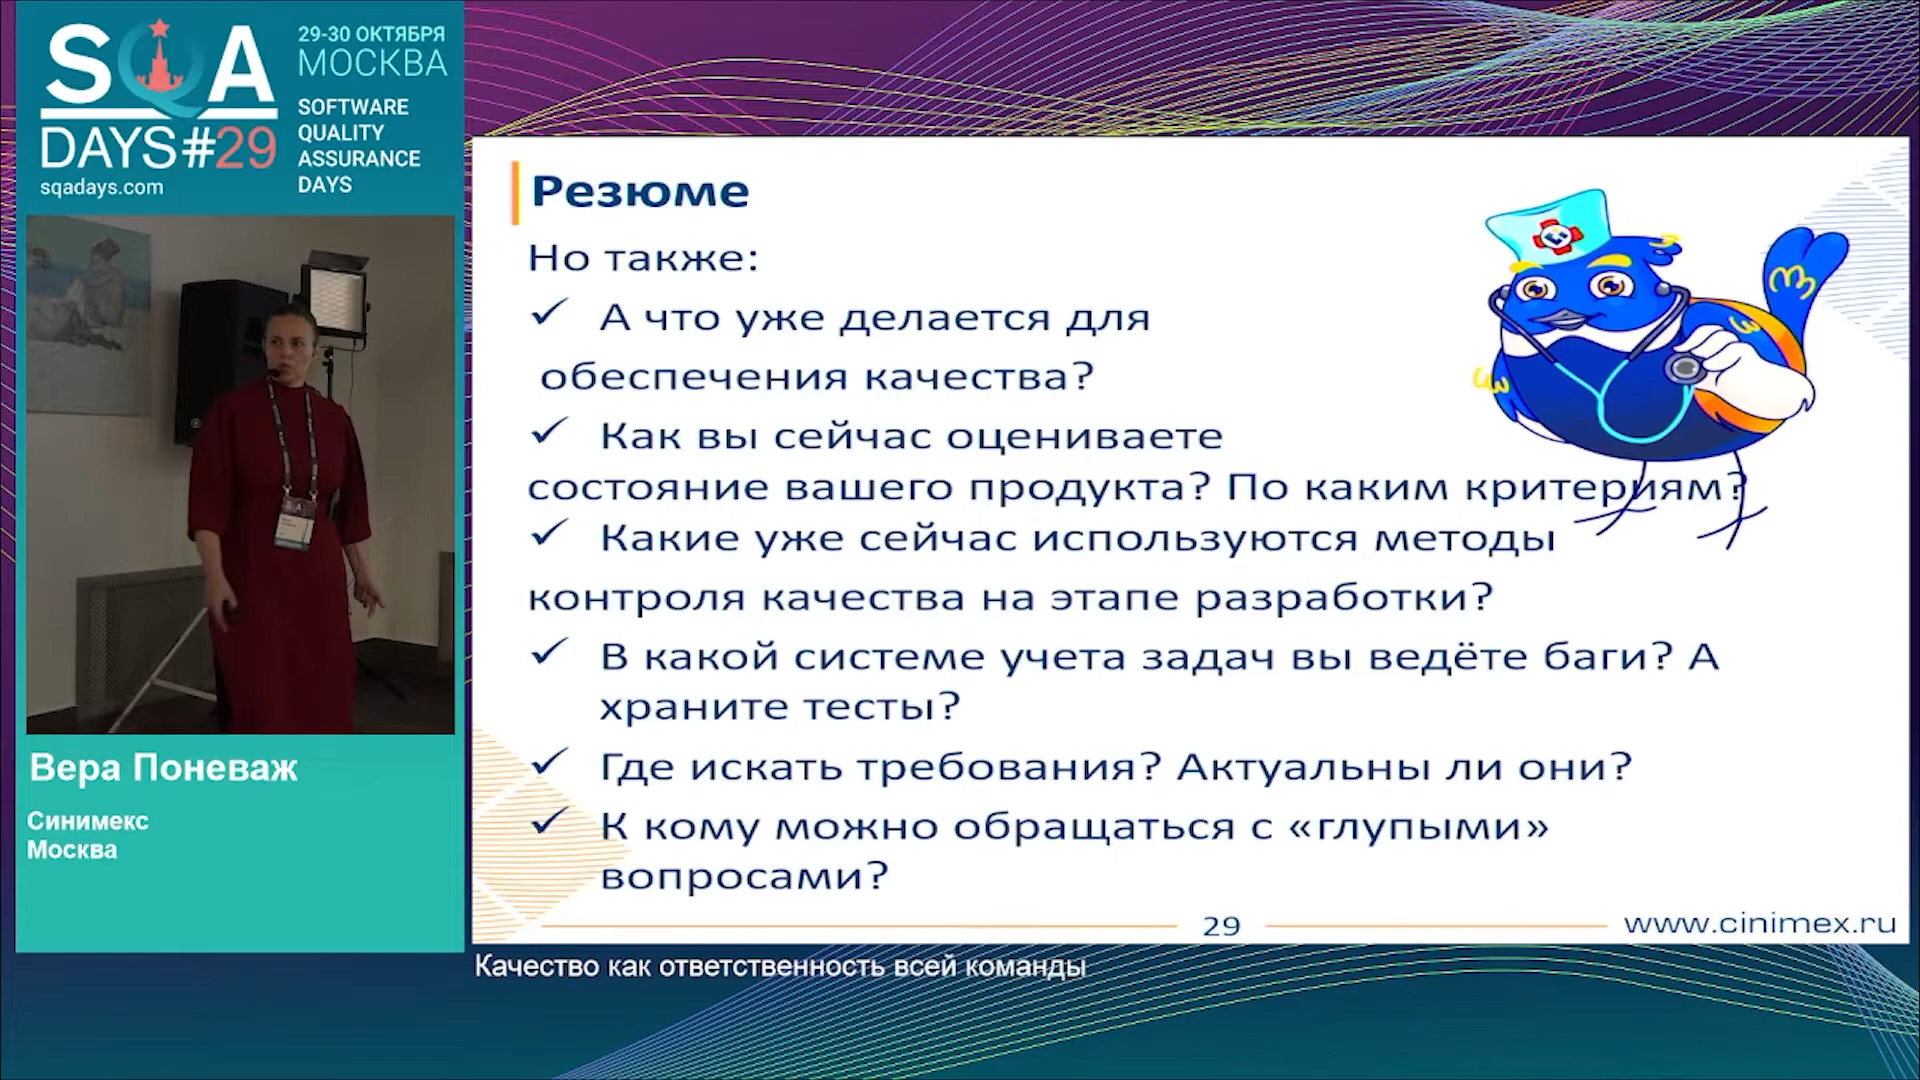 SQA
DAYS#29
sqadays.com
29-30 ОКТЯБРЯ
МОСКВА
SOFTWARE
QUALITY
ASSURANCE
DAYS
Вера Поневаж
Синимекс
Москва
Резюме
Но также:
✓ А что уже делается для
обеспечения качества?
✓ Как вы сейчас оцениваете
состояние вашего продукта? По каким критериям?
✓ Какие уже сейчас используются методы
контроля качества на этапе разработки?
✓ В какой системе учета задач вы ведёте баги? А
храните тесты?
✓ Где искать требования? Актуальны ли они?
✓ К кому можно обращаться с «глупыми»
вопросами?
29
www.cinimex.ru
Качество как ответственность всей команды